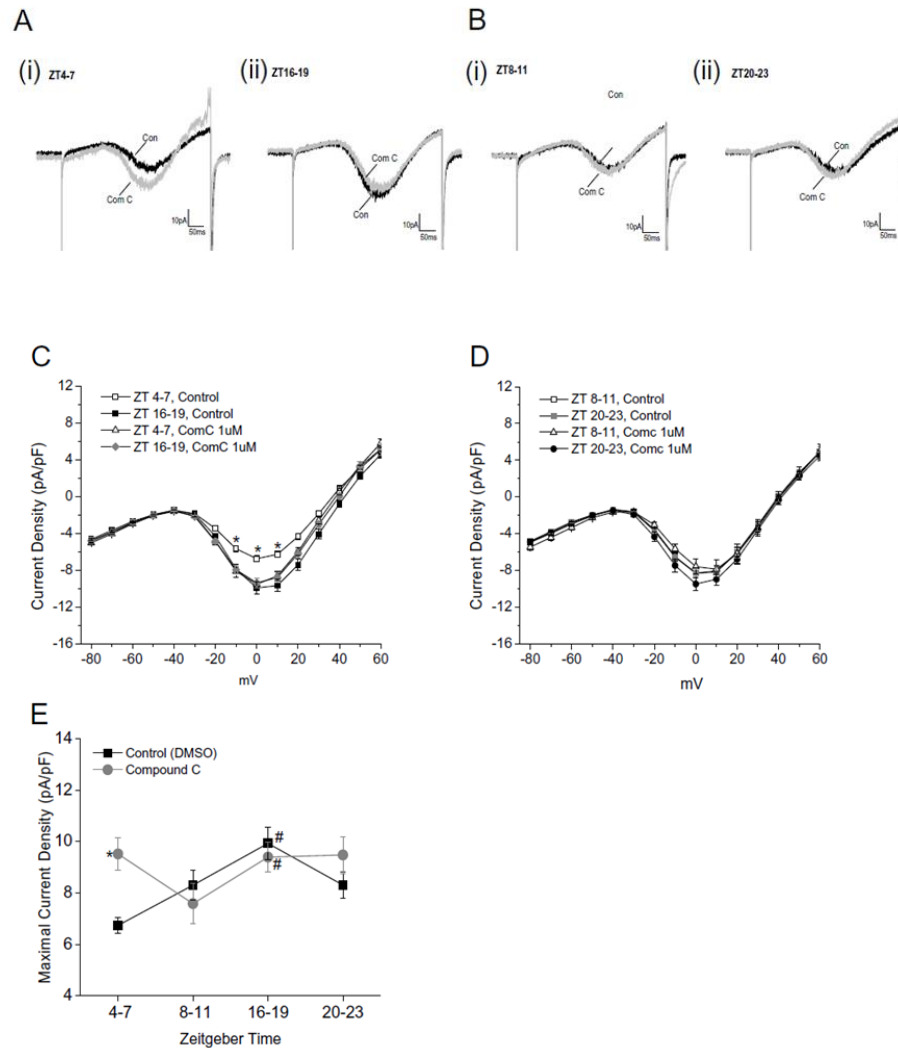 A
B
(i) ZT4-7
(ii) ZT16-19
(i) ZT8-11
(ii) ZT20-23
Con
Com C
10pA
50ms
Com C
Con
10pA
50ms
Con
Com C
10pA
50ms
Con
Com C
10pA
50ms
C
ZT 4-7, Control
ZT 16-19, Control
ZT 4-7, ComC 1uM
ZT 16-19, ComC 1uM
* * *
Current Density (pA/pF)
12
8
4
0
-4
-8
-12
-16
-80 -60 -40 -20 0 20 40 60
mV
D
ZT 8-11, Control
ZT 20-23, Control
ZT 8-11, Comc 1uM
ZT 20-23, Comc 1uM
Current Density (pA/pF)
12
8
4
0
-4
-8
-12
-16
-80 -60 -40 -20 0 20 40 60
mV
E
Control (DMSO)
Compound C
*
#
#
Maximal Current Density (pA/pF)
14
12
10
8
6
4
4-7 8-11 16-19 20-23
Zeitgeber Time